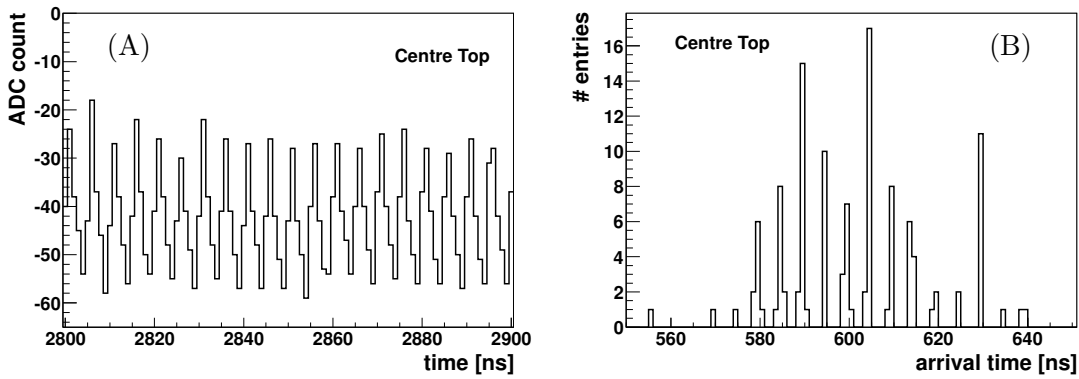 (A)
Centre Top
ADC count
0
-10
-20
-30
-40
-50
-60
2800 2820 2840 2860 2880 2900
time [ns]
(B)
Centre Top
# entries
16
14
12
10
8
6
4
2
0
560 580 600 620 640
arrival time [ns]